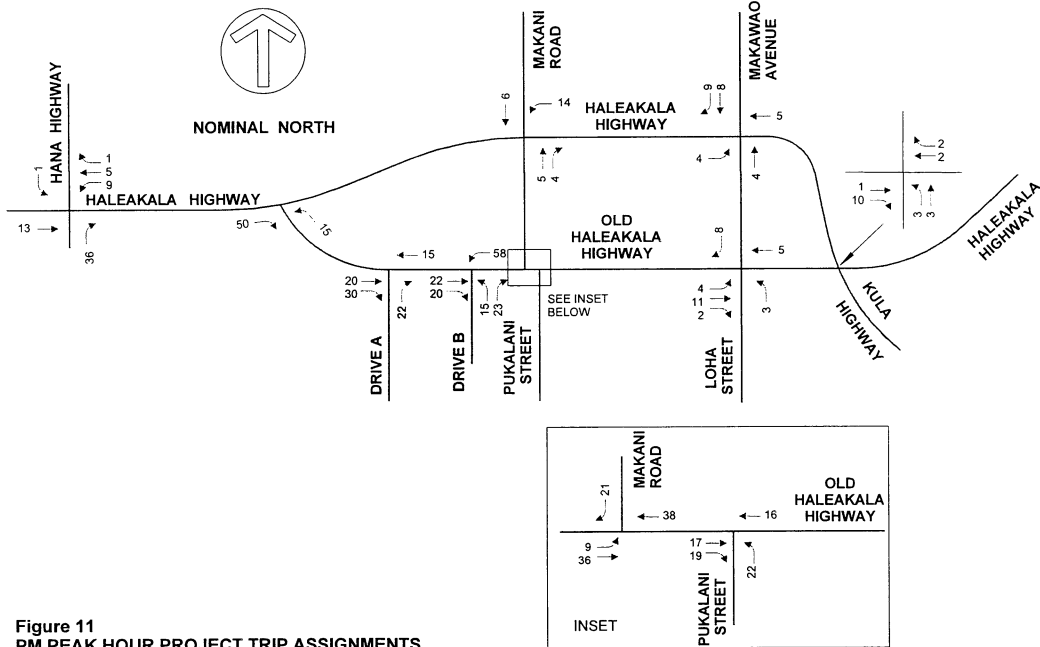 NOMINAL NORTH
HANA HIGHWAY
1
1
5
9
HALEAKALA HIGHWAY
13
36
50
15
MAKANI ROAD
6
14
HALEAKALA
HIGHWAY
5
4
MAKAWAO AVENUE
9
8
5
4
4
2
2
1
10
3
3
HALEAKALA
HIGHWAY
KULA
HIGHWAY
OLD
HALEAKALA
HIGHWAY
15
20
30
22
DRIVE A
58
22
20
15
23
DRIVE B
SEE INSET
BELOW
PUKALANI
STREET
8
5
4
11
2
3
LOHA
STREET
MAKANI
ROAD
21
38
16
OLD
HALEAKALA
HIGHWAY
9
36
17
19
22
PUKALANI
STREET
INSET
Figure 11
PM PEAK HOUR PROJECT TRIP ASSIGNMENTS